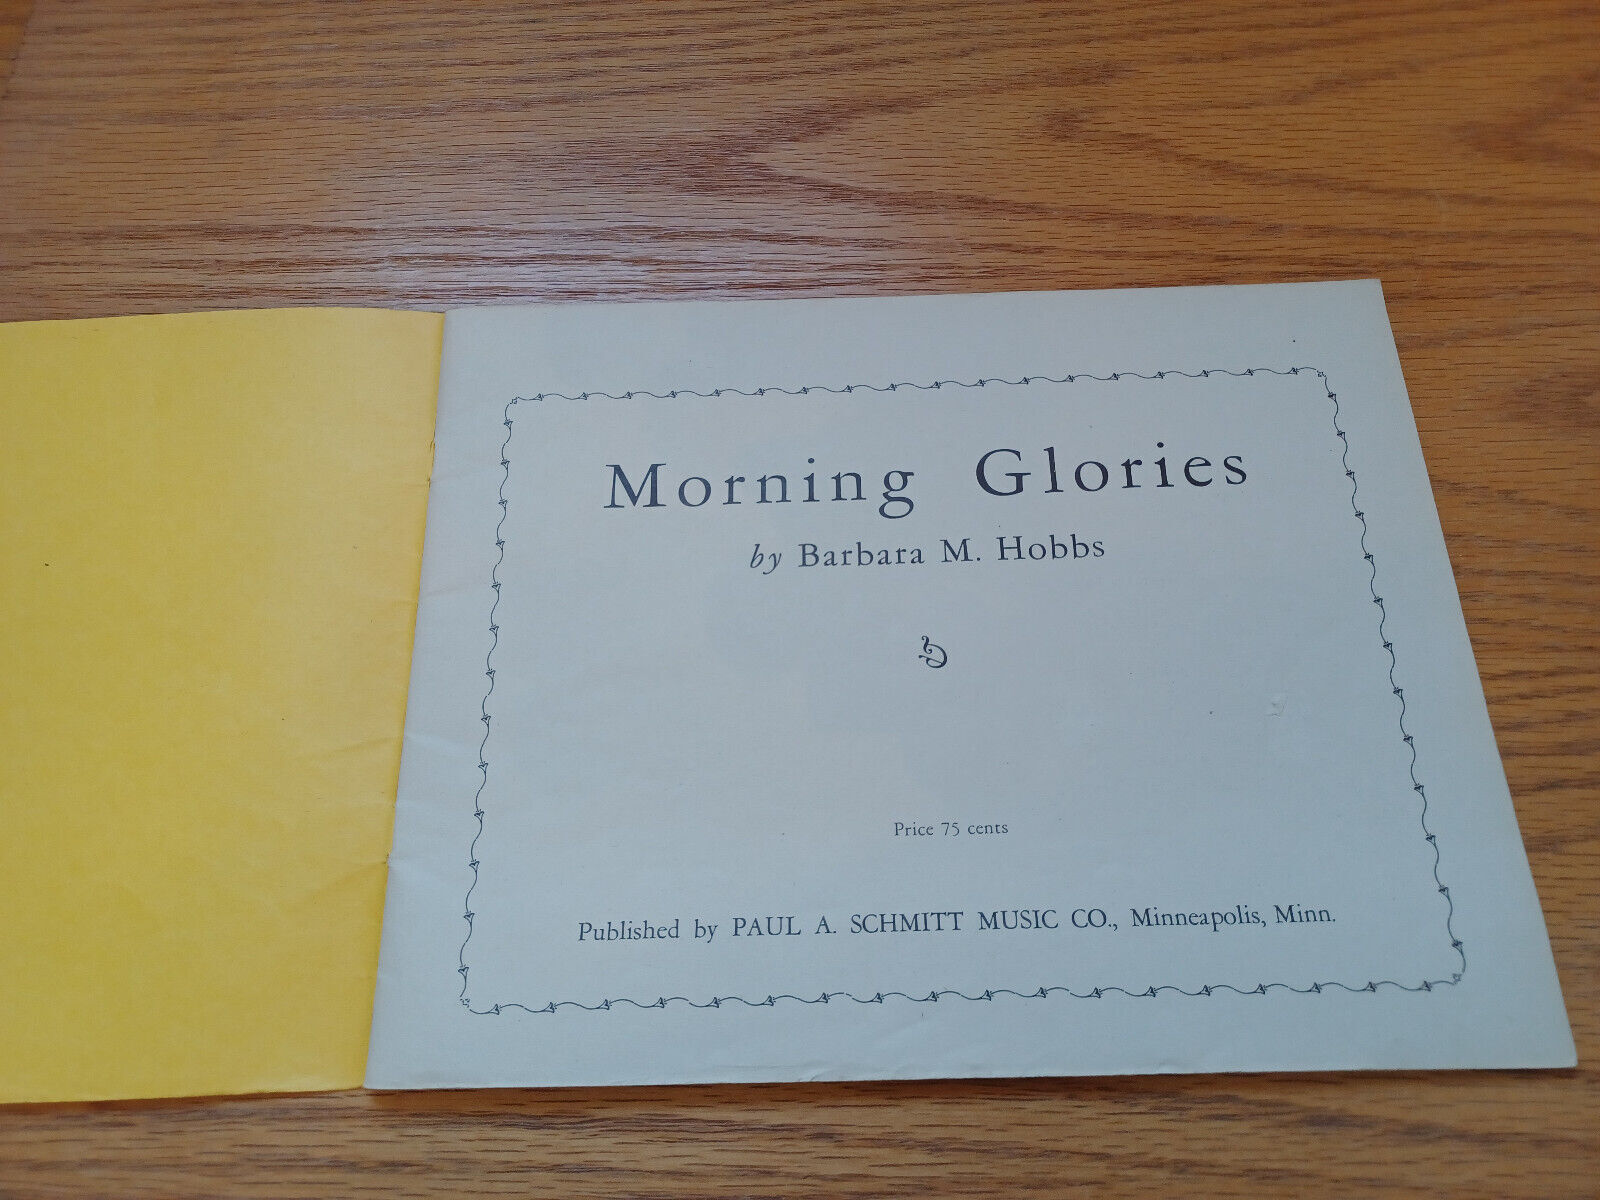 Morning Glories
by Barbara M. Hobbs
Price 75 cents
Published by PAUL A. SCHMITT MUSIC CO., Minneapolis, Minn.